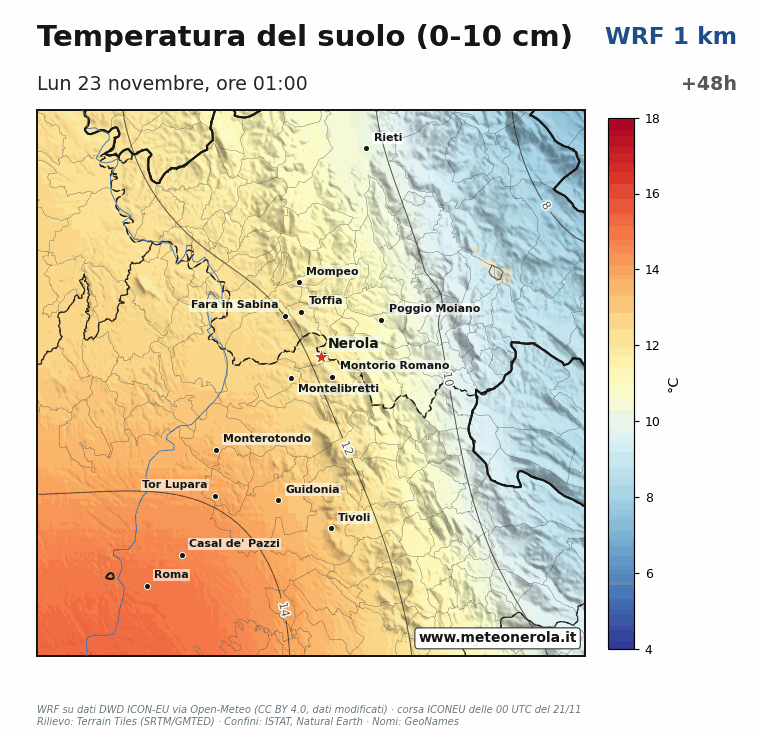 Temperatura del suolo (0-10 cm)
WRF 1 km
Lun 23 novembre, ore 01:00
+48h
Rieti
8
Mompeo
Toffia
Fara in Sabina
Poggio Moiano
Nerola
Montorio Romano
10
Montelibretti
Monterotondo
12
Tor Lupara
Guidonia
Tivoli
Casal de' Pazzi
Roma
14
www.meteonerola.it
18
16
14
12
10
8
6
4
°C
WRF su dati DWD ICON-EU via Open-Meteo (CC BY 4.0, dati modificati) · corsa ICONEU delle 00 UTC del 21/11
Rilievo: Terrain Tiles (SRTM/GMTED) · Confini: ISTAT, Natural Earth · Nomi: GeoNames